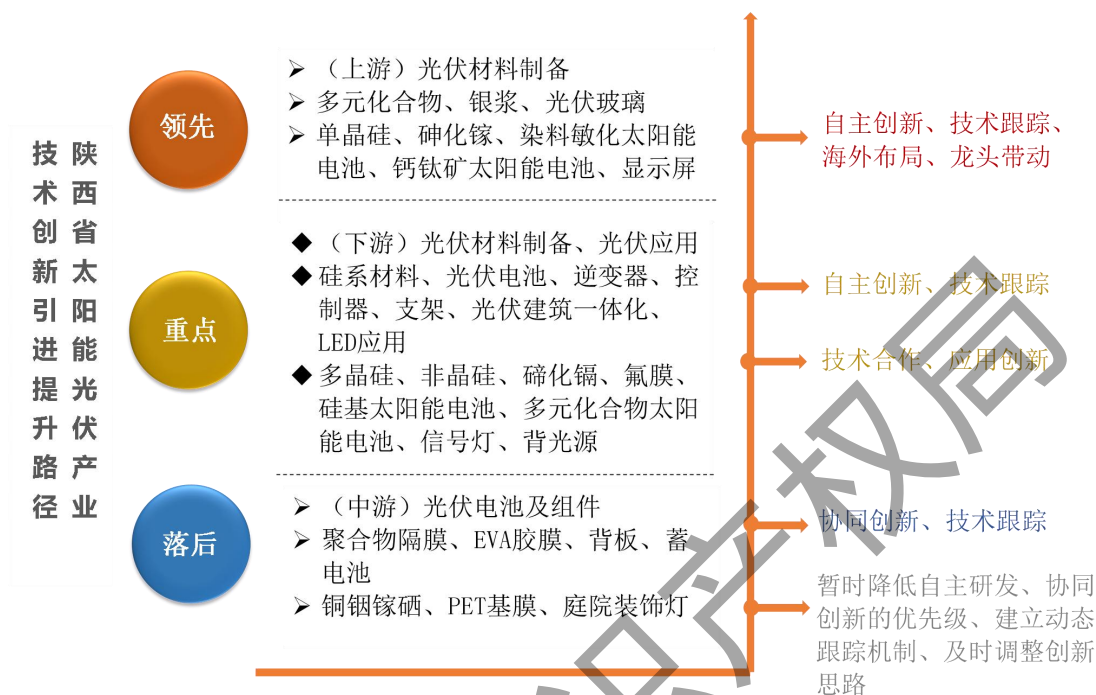 陕西省太阳能光伏产业
技术创新引进提升路径
领先
（上游）光伏材料制备
多元化合物、银浆、光伏玻璃
单晶硅、砷化镓、染料敏化太阳能
电池、钙钛矿太阳能电池、显示屏
自主创新、技术跟踪、
海外布局、龙头带动
重点
（下游）光伏材料制备、光伏应用
硅系材料、光伏电池、逆变器、控
制器、支架、光伏建筑一体化、
LED应用
多晶硅、非晶硅、碲化镉、氟膜、
硅基太阳能电池、多元化合物太阳
能电池、信号灯、背光源
自主创新、技术跟踪
技术合作、应用创新
落后
（中游）光伏电池及组件
聚合物隔膜、EVA胶膜、背板、蓄
电池
铜铟镓硒、PET基膜、庭院装饰灯
协同创新、技术跟踪
暂时降低自主研发、协同
创新的优先级、建立动态
跟踪机制、及时调整创新
思路
识产权局